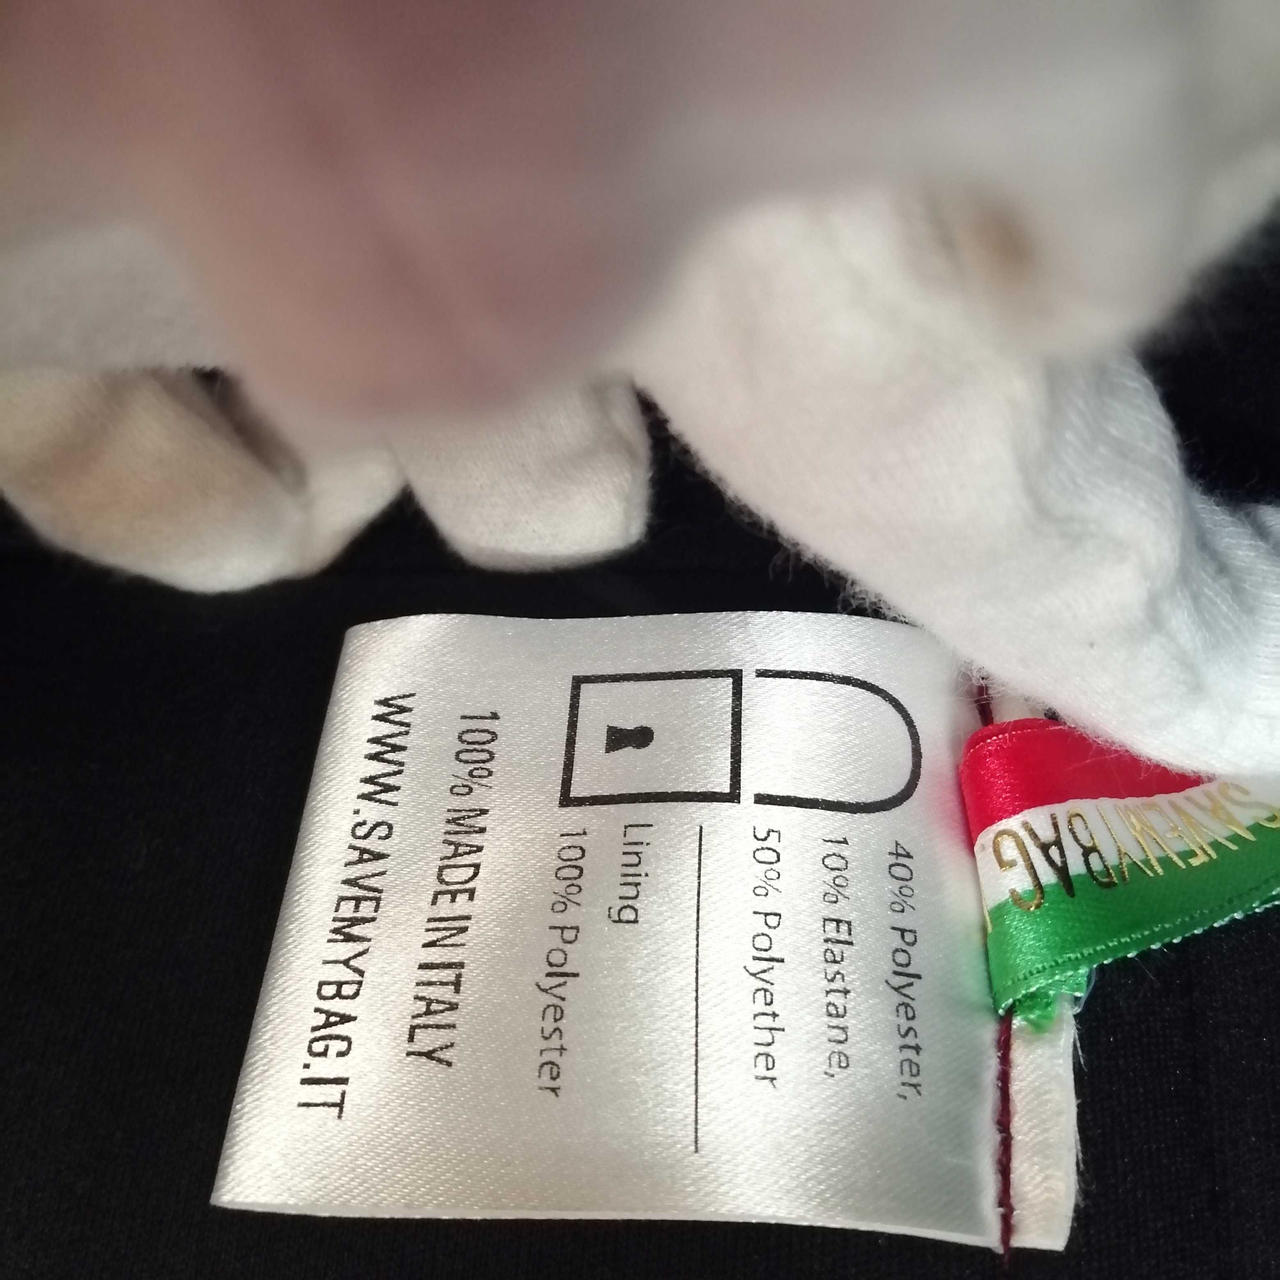 40% Polyester,
10% Elastane,
50% Polyether
Lining
100% Polyester
100% MADE IN ITALY
WWW.SAVEMYBAG.IT
SAVEMYBAG